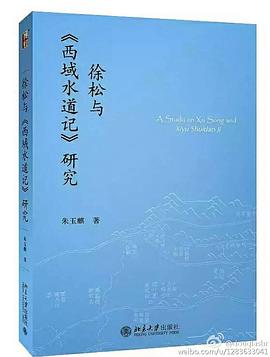 徐松与
《西域水道记》研究
A Study on Xu Song and
Xiyu Shuidao Ji
朱玉麒 著
北京大学出版社
徐松与
《西域水道记》研究
朱玉麒 著
北京大学出版社
weibo.com/u/1283633041